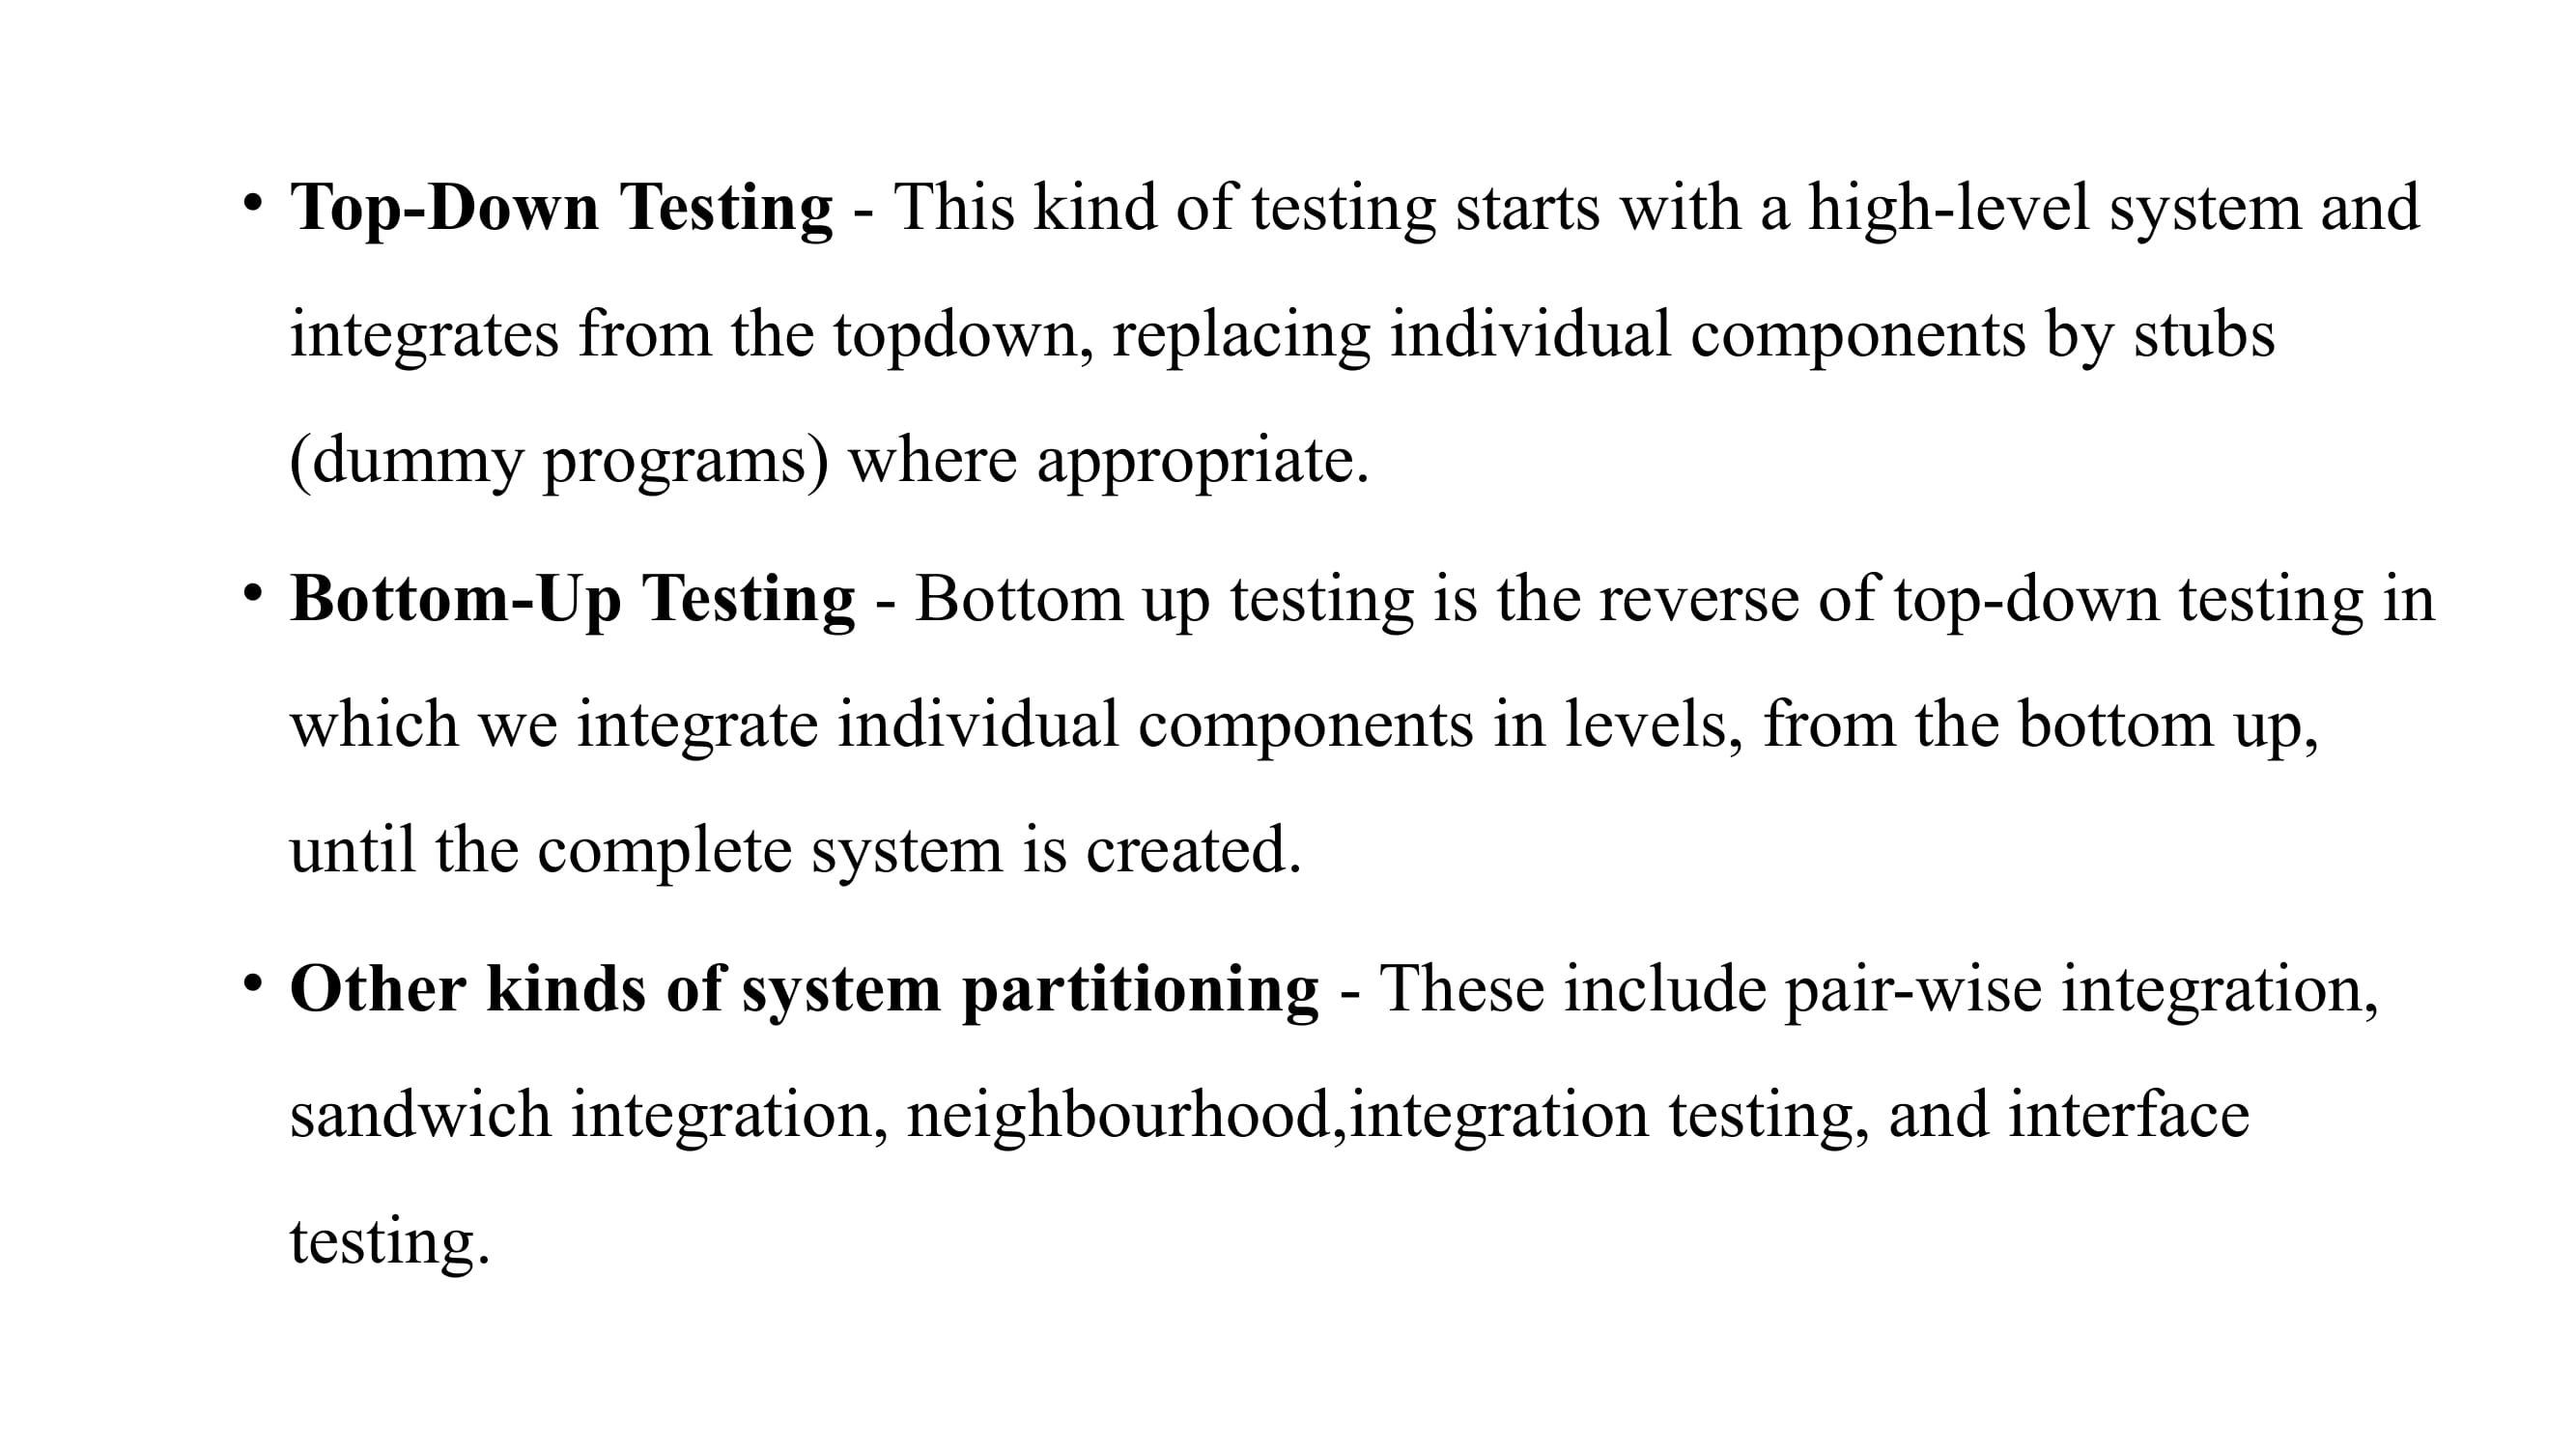 • Top-Down Testing - This kind of testing starts with a high-level system and
integrates from the topdown, replacing individual components by stubs
(dummy programs) where appropriate.
• Bottom-Up Testing - Bottom up testing is the reverse of top-down testing in
which we integrate individual components in levels, from the bottom up,
until the complete system is created.
• Other kinds of system partitioning - These include pair-wise integration,
sandwich integration, neighbourhood,integration testing, and interface
testing.